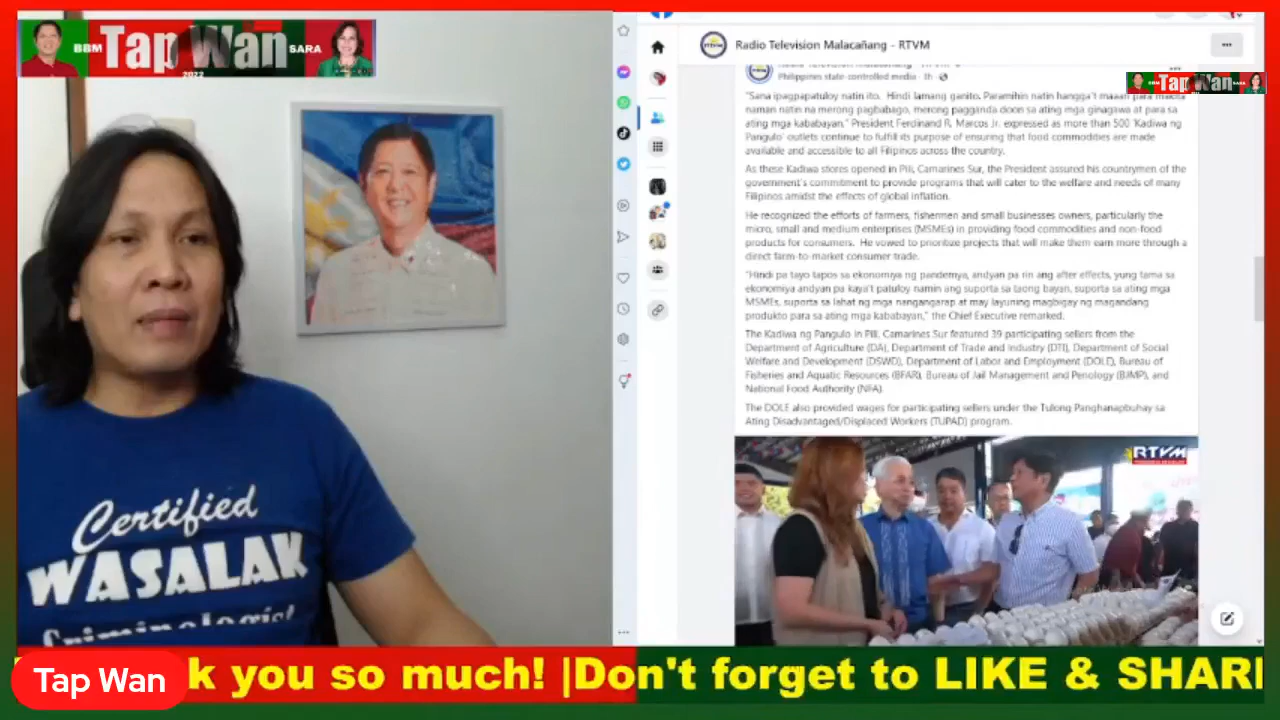 BBM Tap Wan SARA
2022
Radio Television Malacañang - RTVM
Philippines state-controlled media · 1h ·
"Sana ipagpapatuloy natin ito. Hindi lamang ganito. Paramihin natin hangga't maaari para makita
naman natin na merong pagbabago, merong pagganda doon sa ating mga ginagawa at para sa
ating mga kababayan," President Ferdinand R. Marcos Jr. expressed as more than 500 'Kadiwa ng
Pangulo' outlets continue to fulfill its purpose of ensuring that food commodities are made
available and accessible to all Filipinos across the country.
As these Kadiwa stores opened in Pili, Camarines Sur, the President assured his countrymen of the
government's commitment to provide programs that will cater to the welfare and needs of many
Filipinos amidst the effects of global inflation.
He recognized the efforts of farmers, fishermen and small businesses owners, particularly the
micro, small and medium enterprises (MSMEs) in providing food commodities and non-food
products for consumers. He vowed to prioritize projects that will make them earn more through a
direct farm-to-market consumer trade.
"Hindi pa tayo tapos sa ekonomiya ng pandemya, andyan pa rin ang after effects, yung tama sa
ekonomiya andyan pa kaya't patuloy namin ang suporta sa taong bayan, suporta sa ating mga
MSMEs, suporta sa lahat ng mga nangangarap at may layuning magbigay ng magandang
produkto para sa ating mga kababayan," the Chief Executive remarked.
The Kadiwa ng Pangulo in Pili, Camarines Sur featured 39 participating sellers from the
Department of Agriculture (DA), Department of Trade and Industry (DTI), Department of Social
Welfare and Development (DSWD), Department of Labor and Employment (DOLE), Bureau of
Fisheries and Aquatic Resources (BFAR), Bureau of Jail Management and Penology (BJMP), and
National Food Authority (NFA).
The DOLE also provided wages for participating sellers under the Tulong Panghanapbuhay sa
Ating Disadvantaged/Displaced Workers (TUPAD) program.
Tap Wan
RTVM
Certified
WASALAK
Criminologist
Tap Wan
k you so much! |Don't forget to LIKE & SHARE